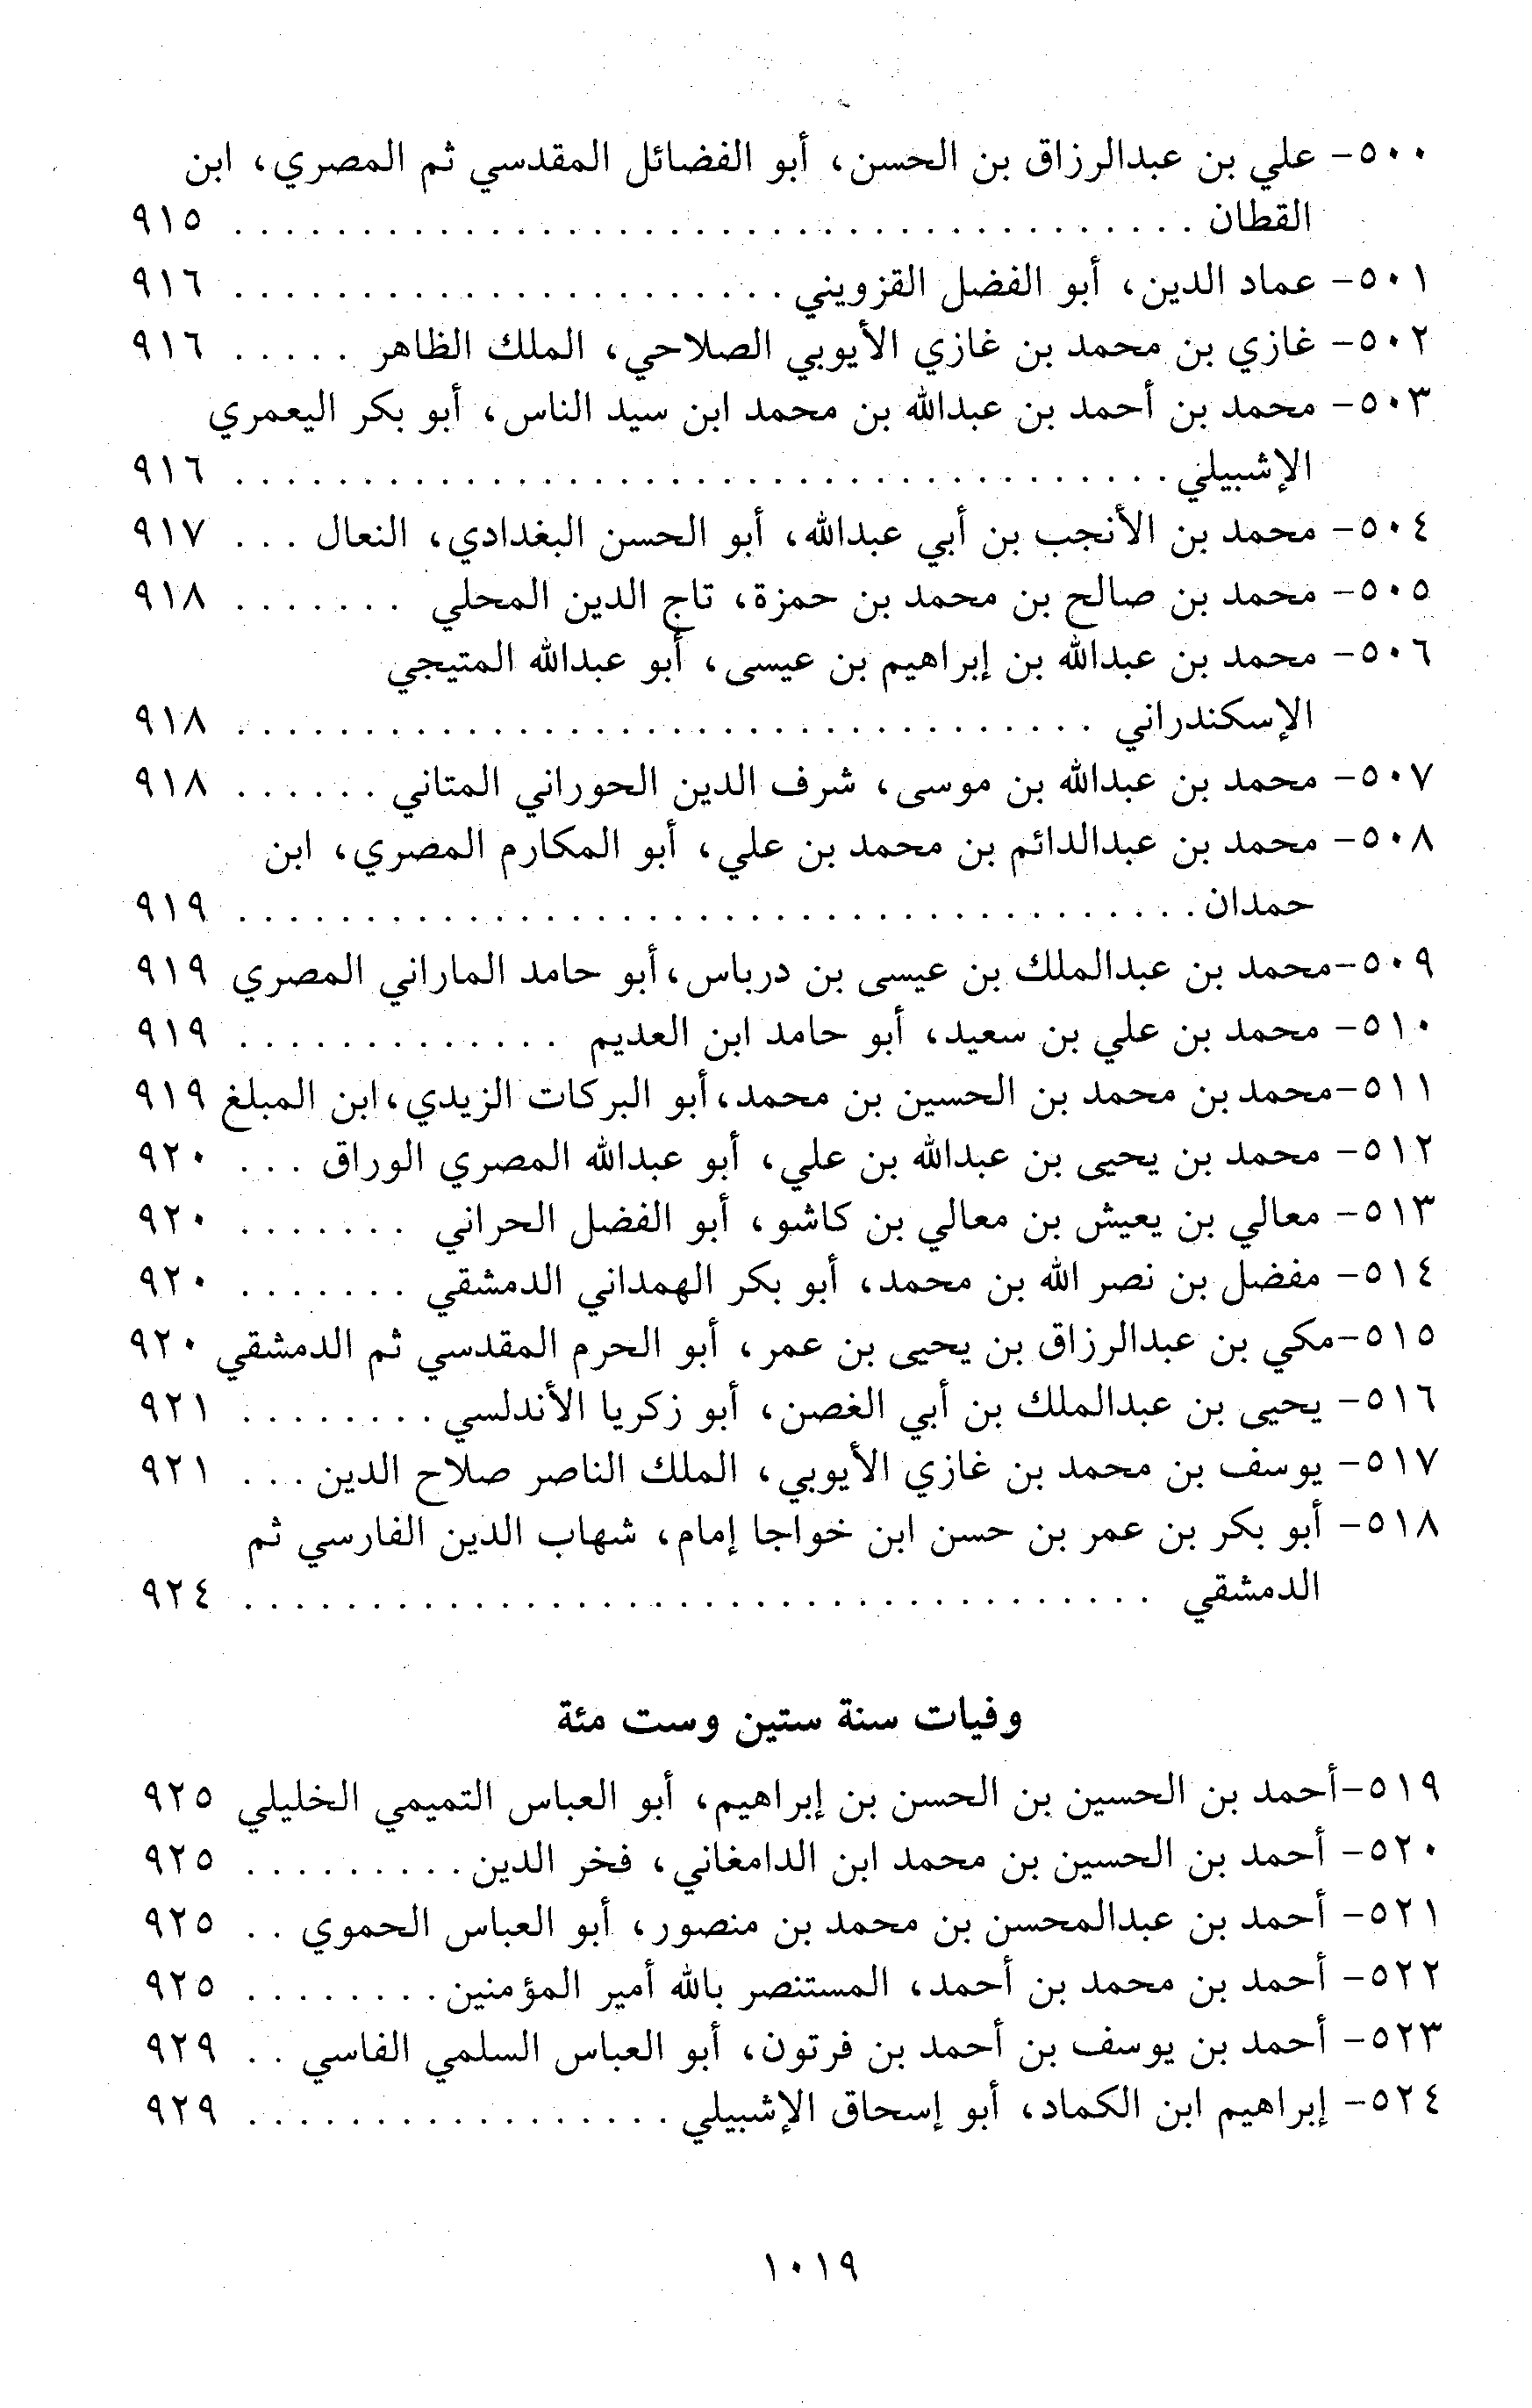 ٥٠٠- علي بن عبدالرزاق بن الحسن، أبو الفضائل المقدسي ثم المصري، ابن
القطان . . . . . . . . . . . . . . . . . . . . . . . . . . . . . . . . . . . . . . ٩١٥
٥٠١- عماد الدين، أبو الفضل القزويني . . . . . . . . . . . . . . . . . . . . . . ٩١٦
٥٠٢- غازي بن محمد بن غازي الأيوبي الصلاحي، الملك الظاهر . . . . . ٩١٦
٥٠٣- محمد بن أحمد بن عبدالله بن محمد ابن سيد الناس، أبو بكر اليعمري
الإشبيلي . . . . . . . . . . . . . . . . . . . . . . . . . . . . . . . . . . . . . ٩١٦
٥٠٤- محمد بن الأنجب بن أبي عبدالله، أبو الحسن البغدادي، النعال . . . ٩١٧
٥٠٥- محمد بن صالح بن محمد بن حمزة، تاج الدين المحلي . . . . . . . ٩١٨
٥٠٦- محمد بن عبدالله بن إبراهيم بن عيسى، أبو عبدالله المتيجي
الإسكندراني . . . . . . . . . . . . . . . . . . . . . . . . . . . . . . . . . . ٩١٨
٥٠٧- محمد بن عبدالله بن موسى، شرف الدين الحوراني المتاني . . . . . . ٩١٨
٥٠٨- محمد بن عبدالدائم بن محمد بن علي، أبو المكارم المصري، ابن
حمدان . . . . . . . . . . . . . . . . . . . . . . . . . . . . . . . . . . . . . . ٩١٩
٥٠٩-محمد بن عبدالملك بن عيسى بن درباس،أبو حامد الماراني المصري ٩١٩
٥١٠- محمد بن علي بن سعيد، أبو حامد ابن العديم . . . . . . . . . . . . . ٩١٩
٥١١-محمد بن محمد بن الحسين بن محمد،أبو البركات الزيدي،ابن المبلغ ٩١٩
٥١٢- محمد بن يحيى بن عبدالله بن علي، أبو عبدالله المصري الوراق . . . ٩٢٠
٥١٣- معالي بن يعيش بن معالي بن كاشو، أبو الفضل الحراني . . . . . . . ٩٢٠
٥١٤- مفضل بن نصر الله بن محمد، أبو بكر الهمداني الدمشقي . . . . . . . ٩٢٠
٥١٥-مكي بن عبدالرزاق بن يحيى بن عمر، أبو الحرم المقدسي ثم الدمشقي ٩٢٠
٥١٦- يحيى بن عبدالملك بن أبي الغصن، أبو زكريا الأندلسي . . . . . . . . ٩٢١
٥١٧- يوسف بن محمد بن غازي الأيوبي، الملك الناصر صلاح الدين . . . ٩٢١
٥١٨- أبو بكر بن عمر بن حسن ابن خواجا إمام، شهاب الدين الفارسي ثم
الدمشقي . . . . . . . . . . . . . . . . . . . . . . . . . . . . . . . . . . . . ٩٢٤
وفيات سنة ستين وست مئة
٥١٩-أحمد بن الحسين بن الحسن بن إبراهيم، أبو العباس التميمي الخليلي ٩٢٥
٥٢٠- أحمد بن الحسين بن محمد ابن الدامغاني، فخر الدين . . . . . . . . . ٩٢٥
٥٢١- أحمد بن عبدالمحسن بن محمد بن منصور، أبو العباس الحموي . . ٩٢٥
٥٢٢- أحمد بن محمد بن أحمد، المستنصر بالله أمير المؤمنين . . . . . . . . ٩٢٥
٥٢٣- أحمد بن يوسف بن أحمد بن فرتون، أبو العباس السلمي الفاسي . . ٩٢٩
٥٢٤- إبراهيم ابن الكماد، أبو إسحاق الإشبيلي . . . . . . . . . . . . . . . . . ٩٢٩
١٠١٩